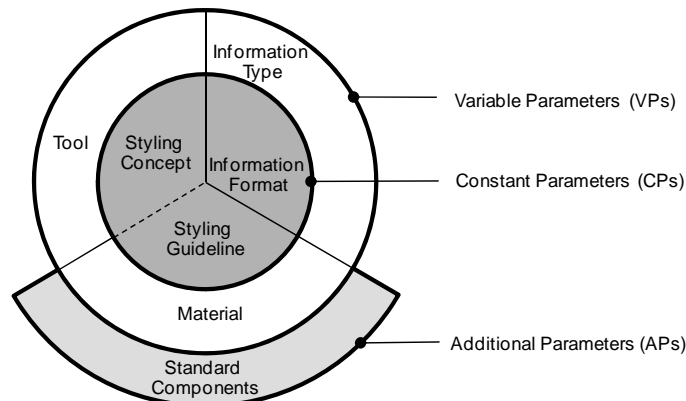 Information
Type
Variable Parameters (VPs)
Tool
Styling
Concept
Information
Format
Constant Parameters (CPs)
Styling
Guideline
Material
Additional Parameters (APs)
Standard
Components